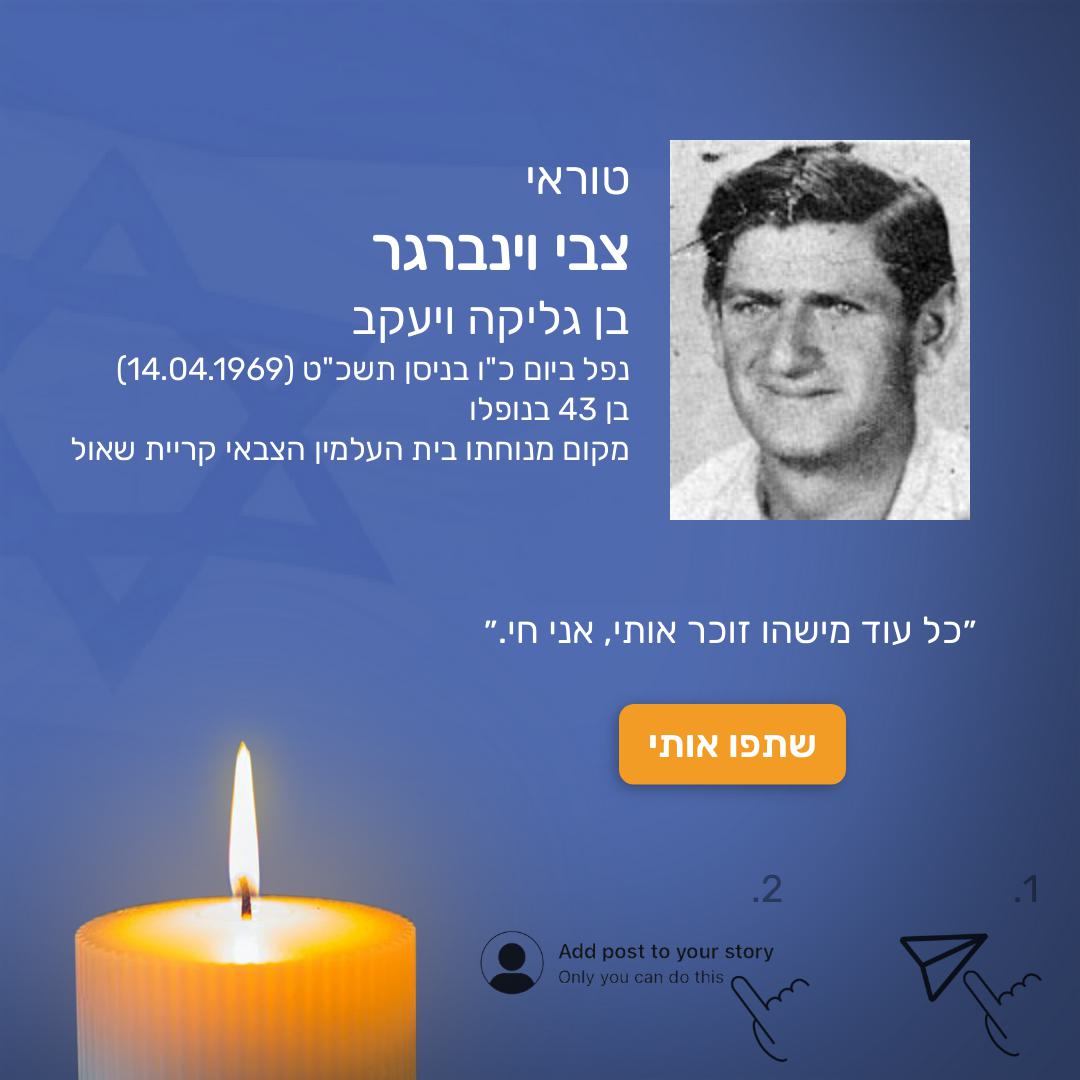 טוראי
צבי וינברגר
בן גליקה ויעקב
נפל ביום כ"ו בניסן תשכ"ט (14.04.1969)
בן 43 בנופלו
מקום מנוחתו בית העלמין הצבאי קריית שאול
״כל עוד מישהו זוכר אותי, אני חי.״
שתפו אותי
1.
2.
Add post to your story
Only you can do this